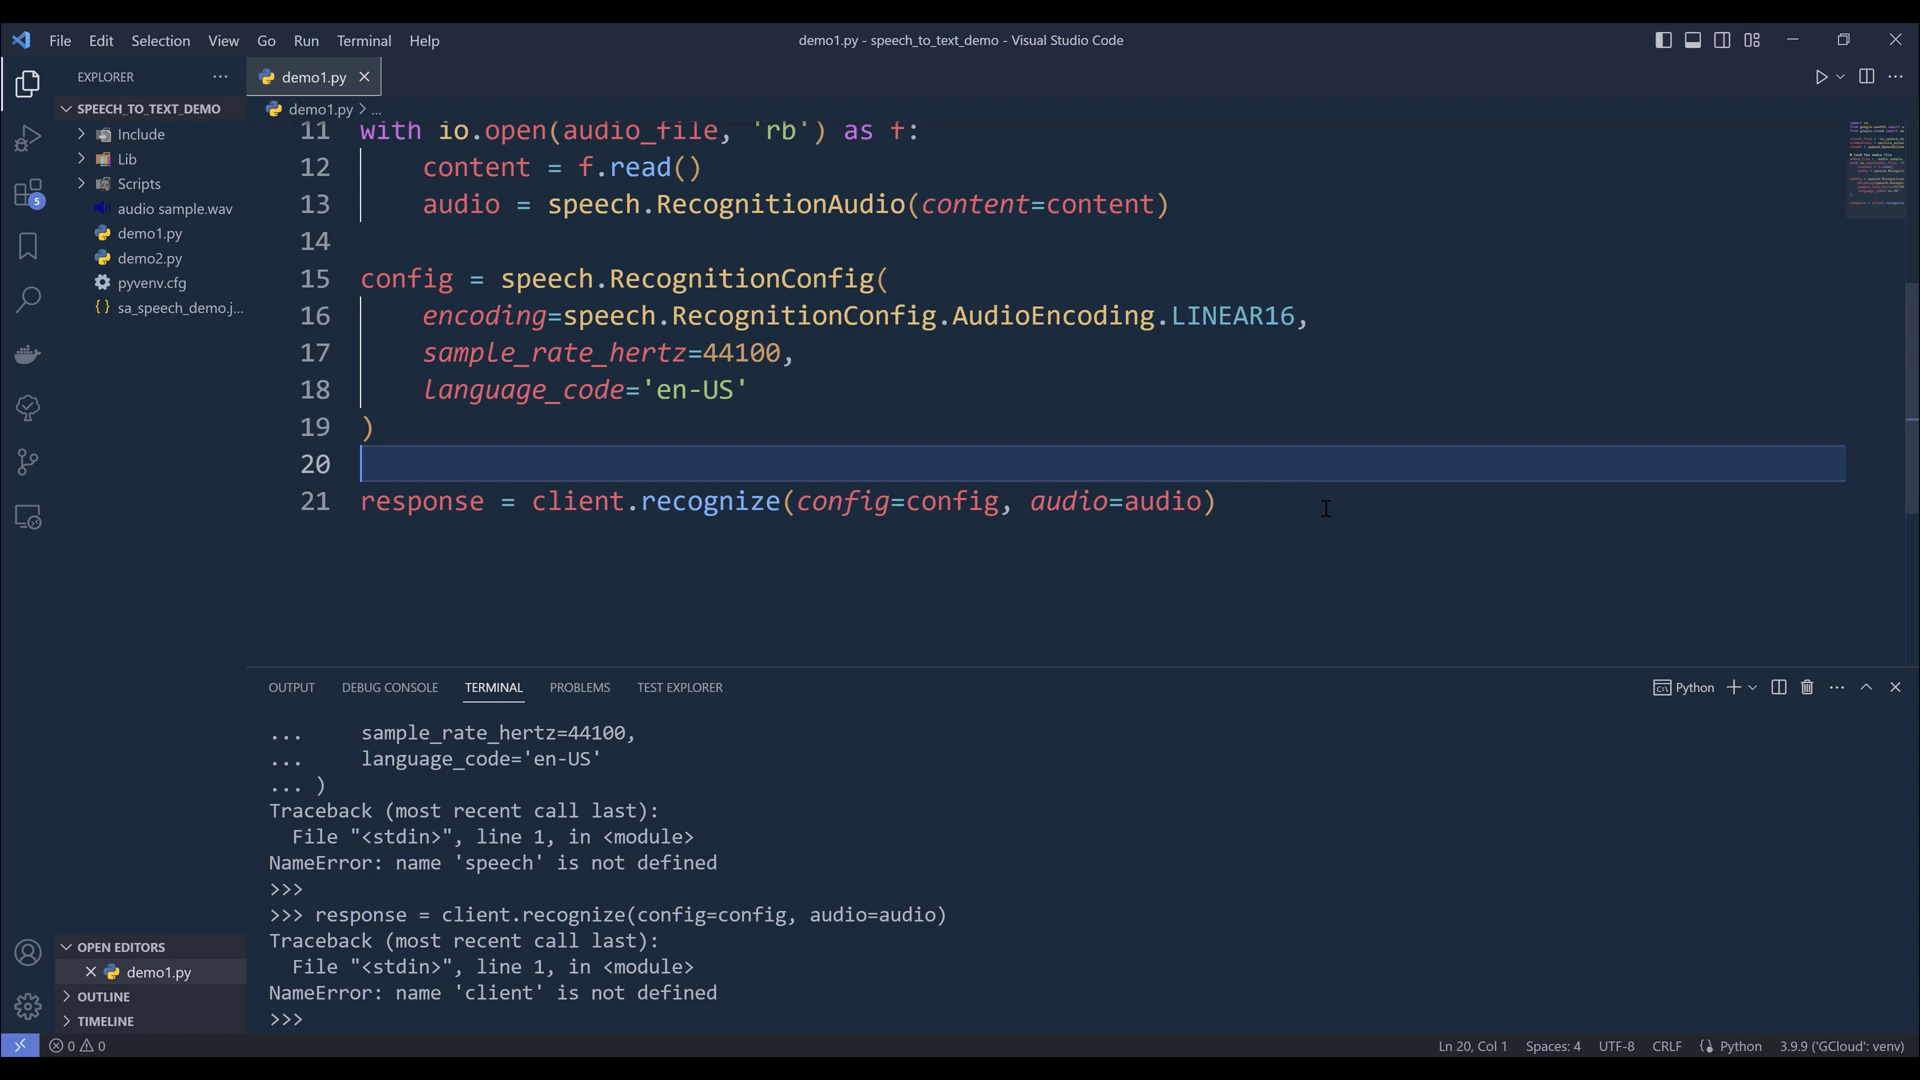 File Edit Selection View Go Run Terminal Help
demo1.py - speech_to_text_demo - Visual Studio Code
EXPLORER ...
SPEECH_TO_TEXT_DEMO
Include
Lib
Scripts
audio sample.wav
demo1.py
demo2.py
pyvenv.cfg
{ } sa_speech_demo.j...
5
OPEN EDITORS
demo1.py
OUTLINE
TIMELINE
demo1.py
demo1.py > ...
11 with io.open(audio_file, 'rb') as f:
12 content = f.read()
13 audio = speech.RecognitionAudio(content=content)
14
15 config = speech.RecognitionConfig(
16 encoding=speech.RecognitionConfig.AudioEncoding.LINEAR16,
17 sample_rate_hertz=44100,
18 language_code='en-US'
19 )
20
21 response = client.recognize(config=config, audio=audio)
OUTPUT DEBUG CONSOLE TERMINAL PROBLEMS TEST EXPLORER
Python
... sample_rate_hertz=44100,
... language_code='en-US'
... )
Traceback (most recent call last):
File "<stdin>", line 1, in <module>
NameError: name 'speech' is not defined
>>>
>>> response = client.recognize(config=config, audio=audio)
Traceback (most recent call last):
File "<stdin>", line 1, in <module>
NameError: name 'client' is not defined
>>>
0 0
Ln 20, Col 1 Spaces: 4 UTF-8 CRLF Python 3.9.9 ('GCloud': venv)